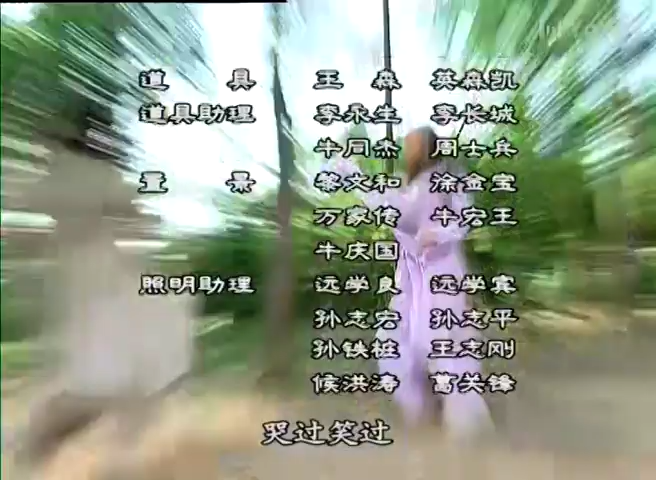 道具 王森 英森凯
道具助理 李永生 李长城
牛同杰 周士兵
置景 黎文和 涂金宝
万家传 牛宏王
牛庆国
照明助理 远学良 远学宾
孙志宏 孙志平
孙铁桩 王志刚
候洪涛 葛关锋
哭过笑过